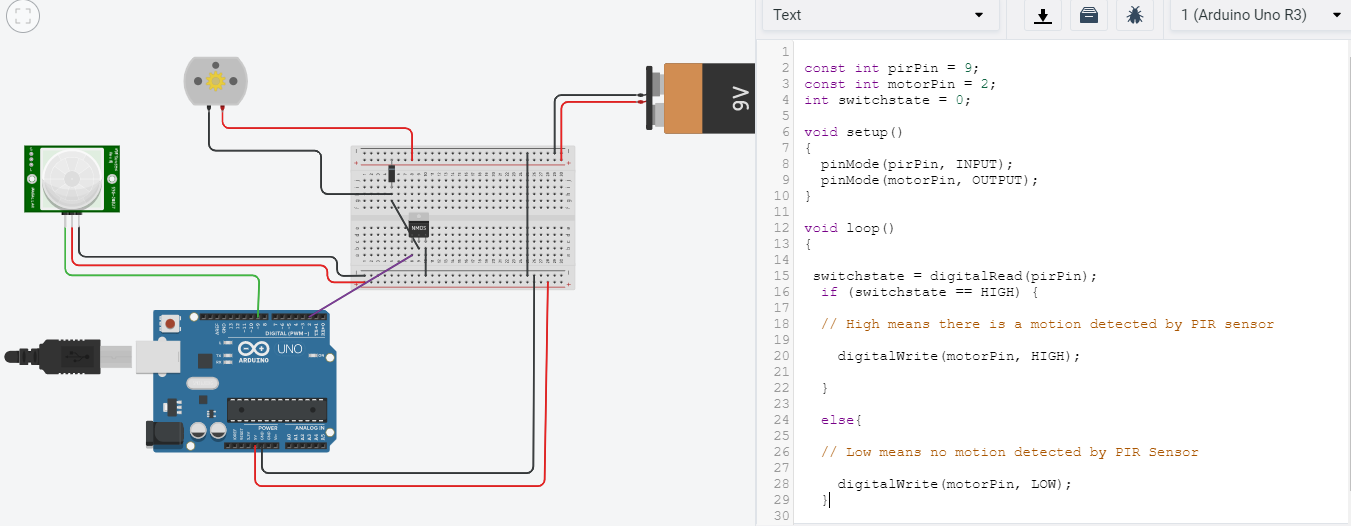 Text
1 (Arduino Uno R3)
9V
NMOS
DIGITAL (PWM~)
UNO
ARDUINO
POWER
ANALOG IN
1
2 const int pirPin = 9;
3 const int motorPin = 2;
4 int switchstate = 0;
5
6 void setup()
7 {
8 pinMode(pirPin, INPUT);
9 pinMode(motorPin, OUTPUT);
10 }
11
12 void loop()
13 {
14
15 switchstate = digitalRead(pirPin);
16 if (switchstate == HIGH) {
17
18 // High means there is a motion detected by PIR sensor
19
20 digitalWrite(motorPin, HIGH);
21
22 }
23
24 else{
25
26 // Low means no motion detected by PIR Sensor
27
28 digitalWrite(motorPin, LOW);
29 }
30